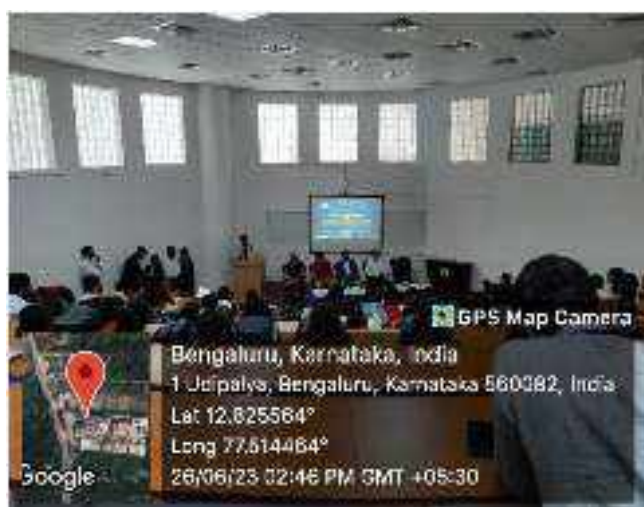 GPS Map Camera
Bengaluru, Karnataka, India
1 Udipalya, Bengaluru, Karnataka 560082, India
Lat 12.825564°
Long 77.514464°
26/06/23 02:46 PM GMT +05:30
Google